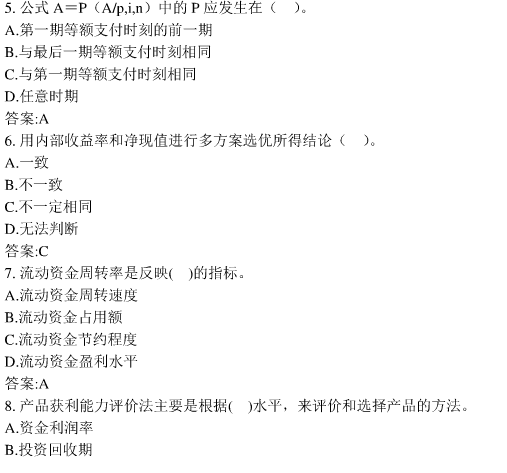 5. 公式 A＝P（A/p,i,n）中的 P 应发生在（　）。
A.第一期等额支付时刻的前一期
B.与最后一期等额支付时刻相同
C.与第一期等额支付时刻相同
D.任意时期
答案:A
6. 用内部收益率和净现值进行多方案选优所得结论（　）。
A.一致
B.不一致
C.不一定相同
D.无法判断
答案:C
7. 流动资金周转率是反映(　)的指标。
A.流动资金周转速度
B.流动资金占用额
C.流动资金节约程度
D.流动资金盈利水平
答案:A
8. 产品获利能力评价法主要是根据(　)水平，来评价和选择产品的方法。
A.资金利润率
B.投资回收期